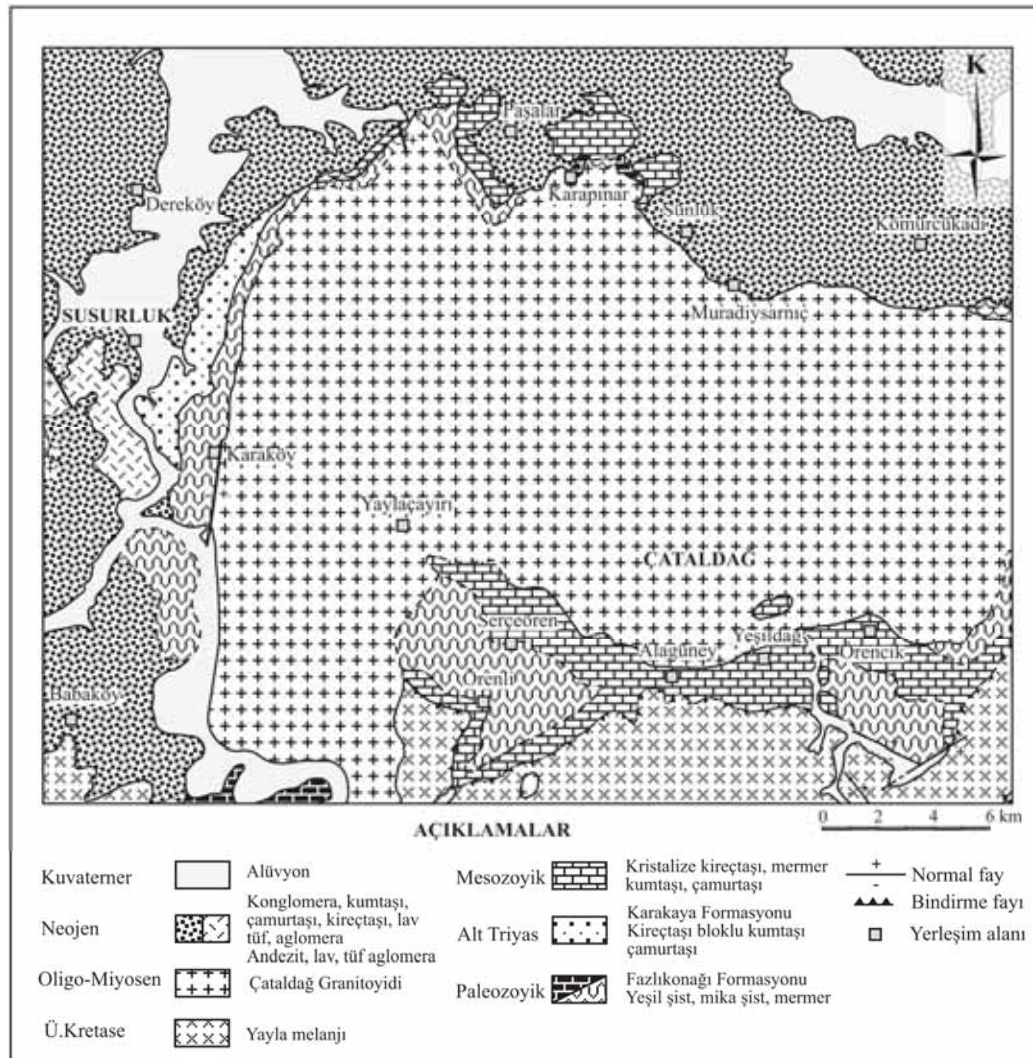 K
Paşalar
Dereköy
Karapınar
Sünlük
Kömürcükadı
SUSURLUK
Muradiysarnıç
Karaköy
Yaylaçayırı
ÇATALDAĞ
Serçeören
Yeşildağ
Alagüney
Örencik
Örenli
Babaköy
0 2 4 6 km
AÇIKLAMALAR
Kuvaterner
Alüvyon
Neojen
Konglomera, kumtaşı,
çamurtaşı, kireçtaşı, lav
tüf, aglomera
Andezit, lav, tüf aglomera
Oligo-Miyosen
Çataldağ Granitoyidi
Ü.Kretase
Yayla melanjı
Mesozoyik
Kristalize kireçtaşı, mermer
kumtaşı, çamurtaşı
Alt Triyas
Karakaya Formasyonu
Kireçtaşı bloklu kumtaşı
çamurtaşı
Paleozoyik
Fazlıkonağı Formasyonu
Yeşil şist, mika şist, mermer
+
-
Normal fay
Bindirme fayı
Yerleşim alanı